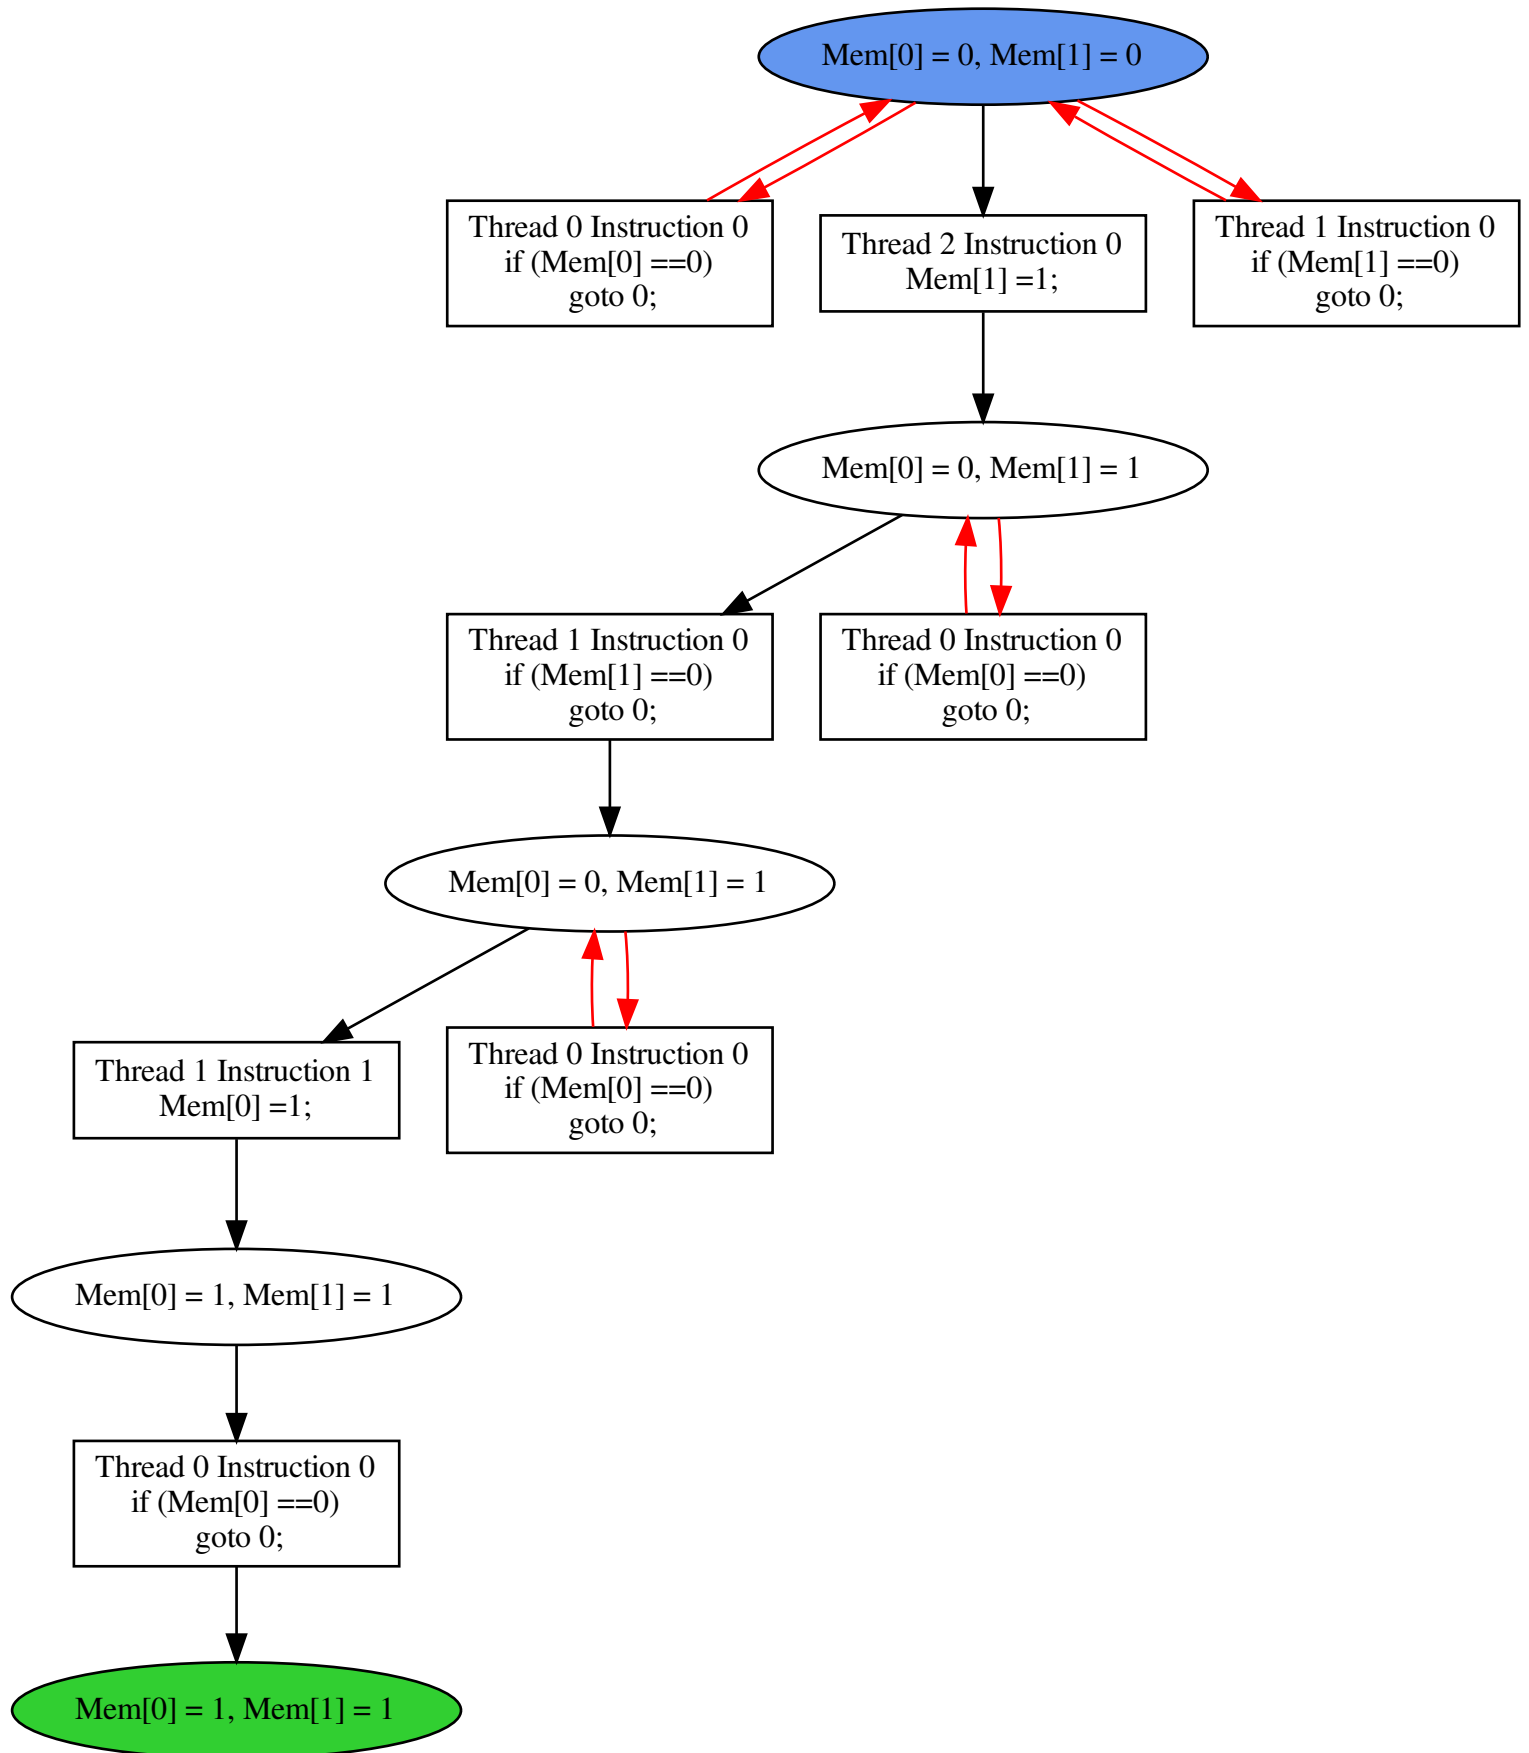 Mem[0] = 0, Mem[1] = 0
Thread 0 Instruction 0
if (Mem[0] ==0)
goto 0;
Thread 2 Instruction 0
Mem[1] =1;
Thread 1 Instruction 0
if (Mem[1] ==0)
goto 0;
Mem[0] = 0, Mem[1] = 1
Thread 1 Instruction 0
if (Mem[1] ==0)
goto 0;
Thread 0 Instruction 0
if (Mem[0] ==0)
goto 0;
Mem[0] = 0, Mem[1] = 1
Thread 1 Instruction 1
Mem[0] =1;
Thread 0 Instruction 0
if (Mem[0] ==0)
goto 0;
Mem[0] = 1, Mem[1] = 1
Thread 0 Instruction 0
if (Mem[0] ==0)
goto 0;
Mem[0] = 1, Mem[1] = 1